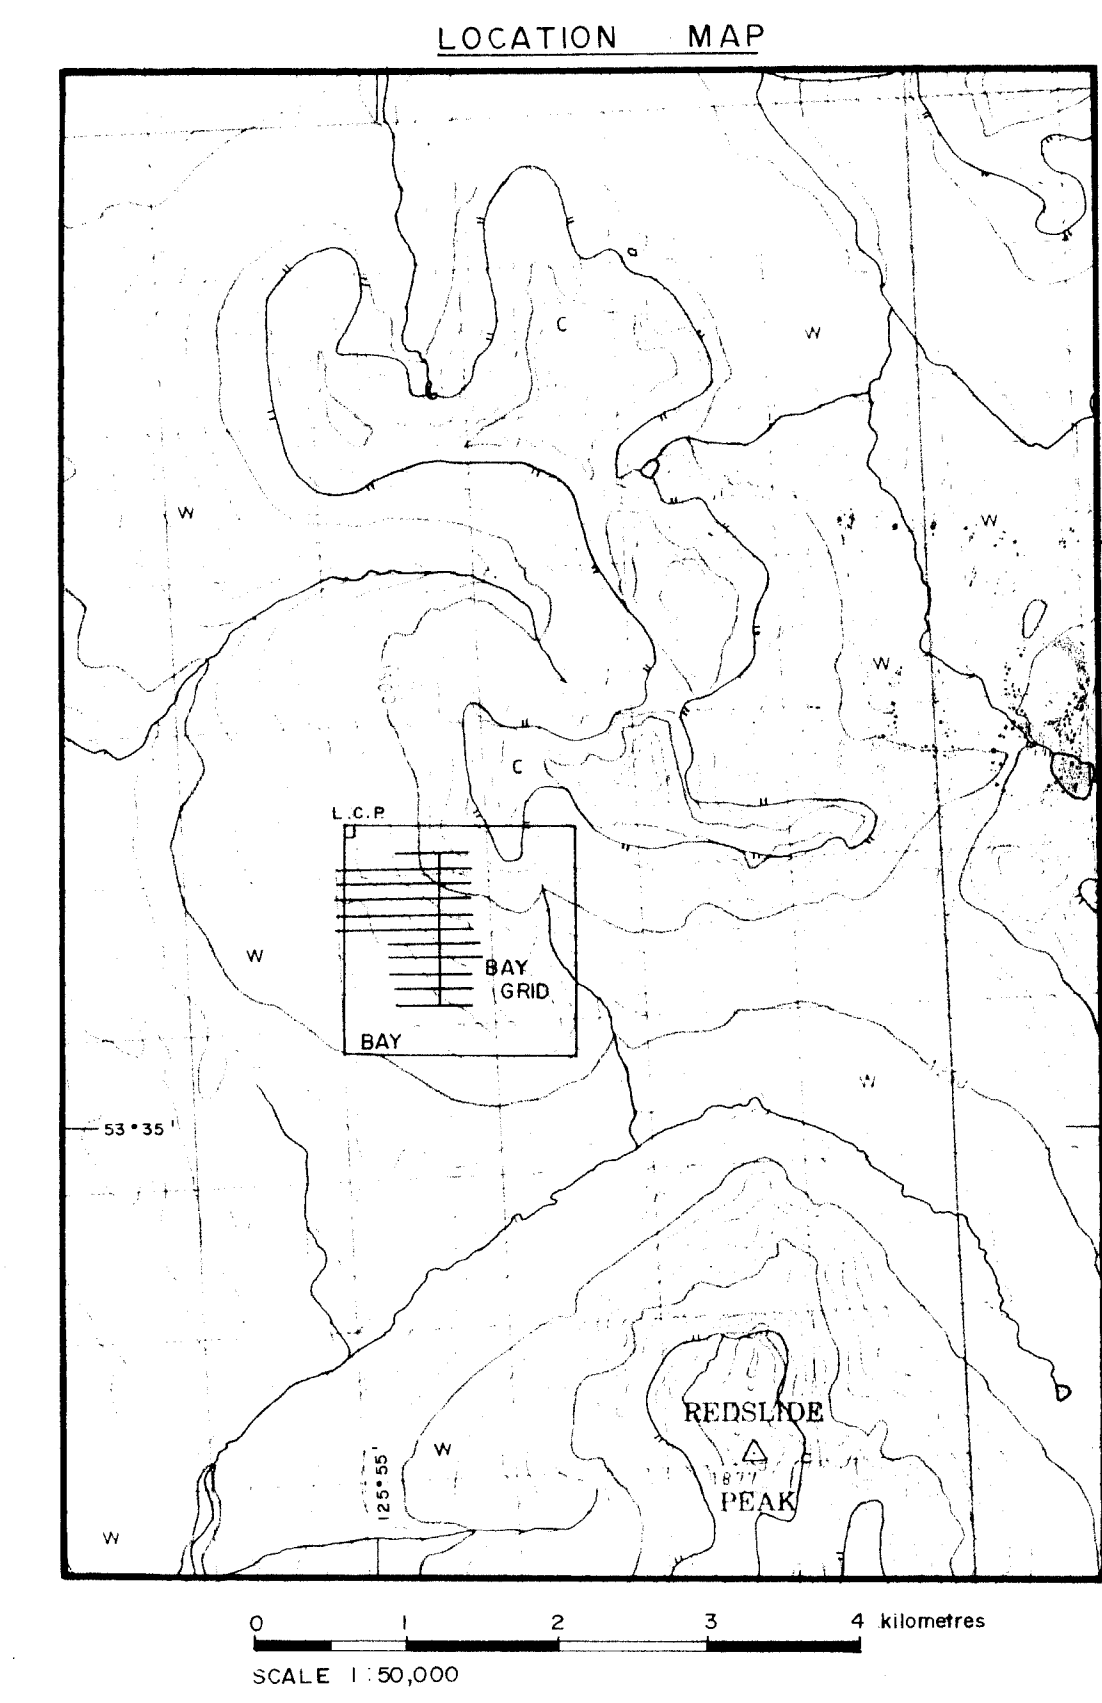 LOCATION MAP
C
W
W
W
W
C
L.C.P.
W
BAY
GRID
BAY
W
53°35'
REDSLIDE
W
125°55'
1877
PEAK
W
0 1 2 3 4 kilometres
SCALE 1:50,000